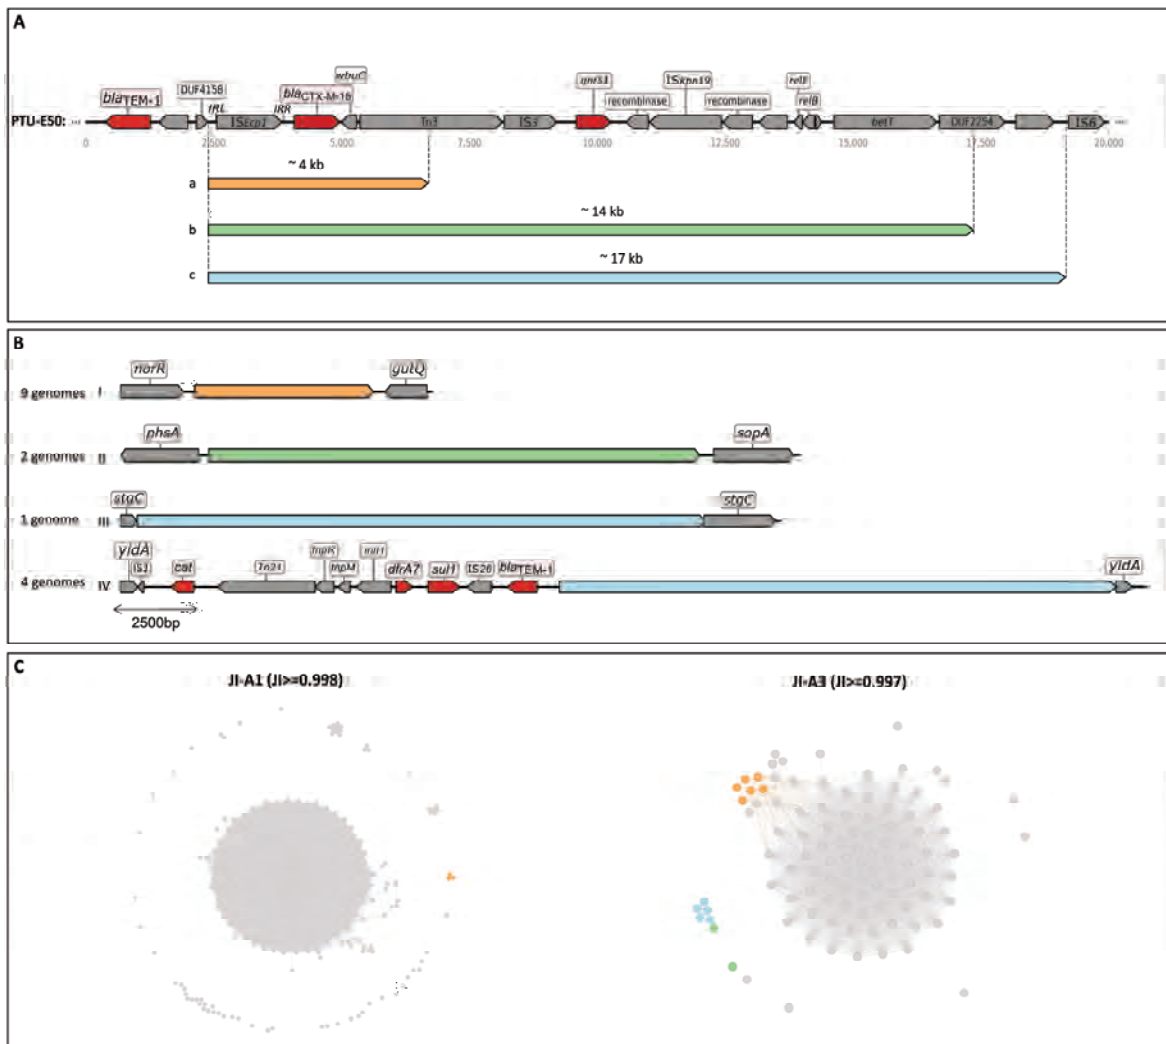 A
blaTEM-1
DUF4158
IRL
ISEcp1
IRR
blaCTX-M-16
wbuC
Tn3
IS3
qnrS1
recombinase
ISKpn19
recombinase
relE
relB
betT
DUF2254
IS6
PTU-E50:
0 2,500 5,000 7,500 10,000 12,500 15,000 17,500 20,000
~ 4 kb
a
~ 14 kb
b
~ 17 kb
c
B
norR gutQ
9 genomes I
phsA sopA
2 genomes II
stgC stgC
1 genome III
yidA IS1 cat Tn21 tnpR tnpM intI1 dfrA7 sul1 IS26 blaTEM-1 yidA
4 genomes IV
2500bp
C
JI-A1 (JI>=0.998) JI-A3 (JI>=0.997)